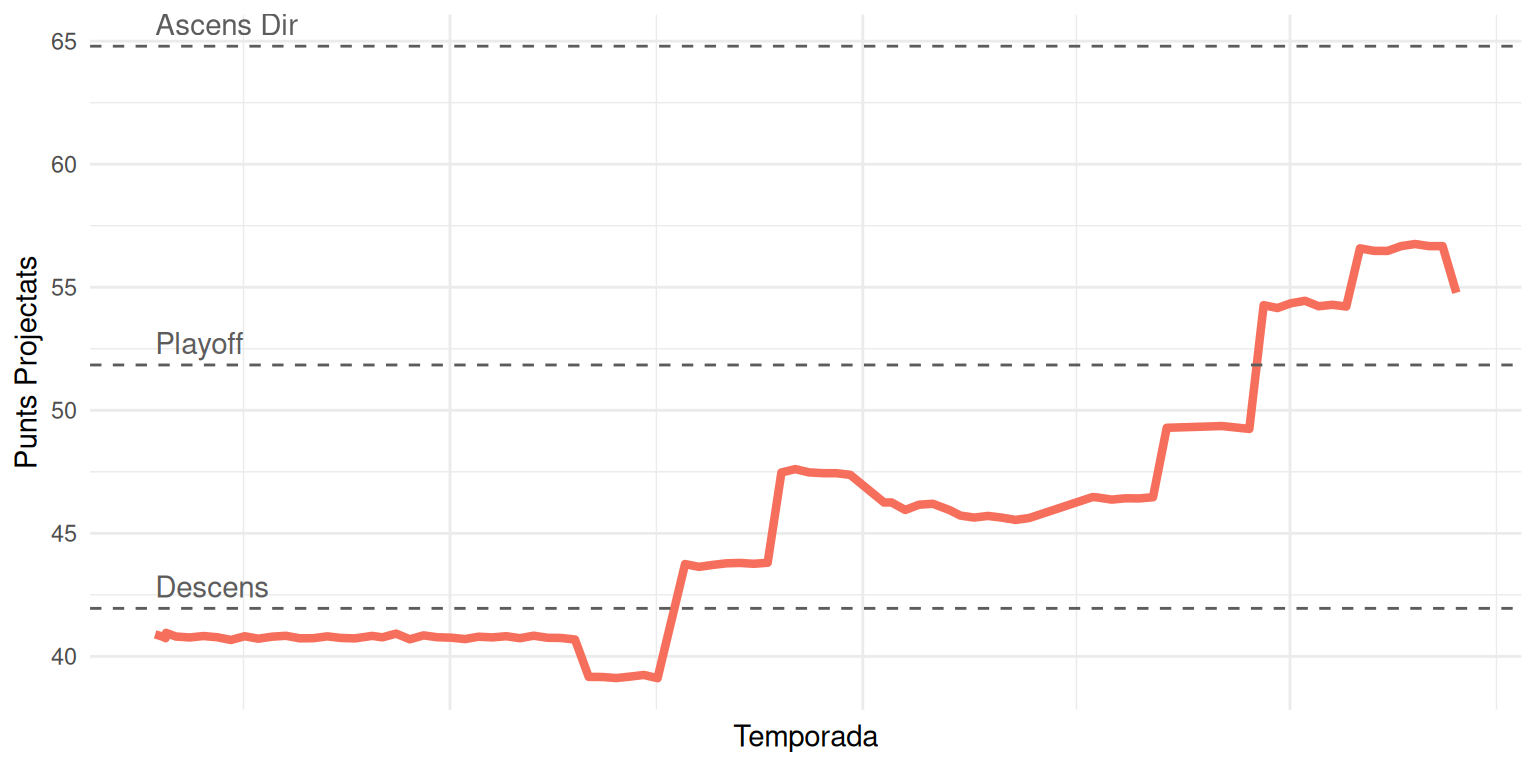 Ascens Dir
65
60
55
Playoff
50
45
Descens
40
Punts Projectats
Temporada